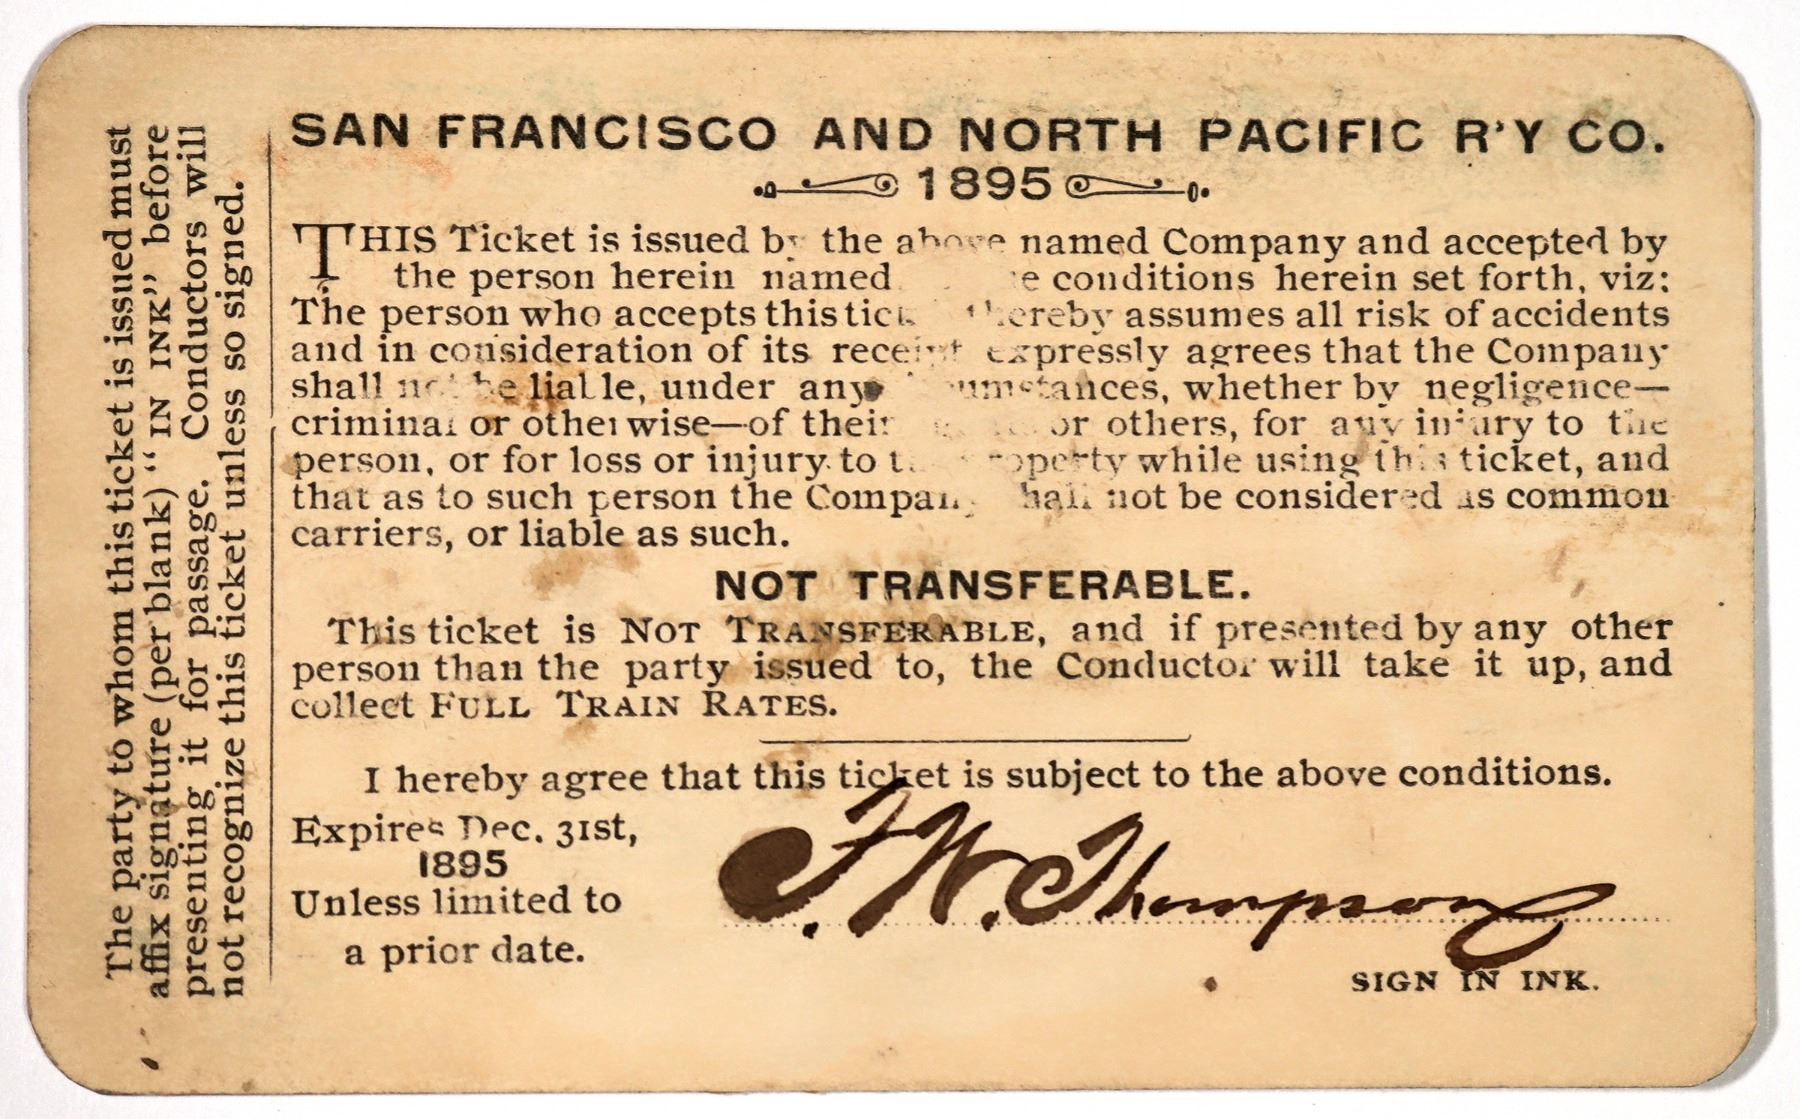 The party to whom this ticket is issued must
affix signature (per blank) “IN INK” before
presenting it for passage. Conductors will
not recognize this ticket unless so signed.
SAN FRANCISCO AND NORTH PACIFIC R'Y CO.
1895
THIS Ticket is issued by the above named Company and accepted by
the person herein named conditions herein set forth, viz:
The person who accepts this ticket hereby assumes all risk of accidents
and in consideration of its receipt expressly agrees that the Company
shall not be liable, under any circumstances, whether by negligence—
criminal or otherwise—of their or others, for any injury to the
person, or for loss or injury to property while using this ticket, and
that as to such person the Company shall not be considered as common
carriers, or liable as such.
NOT TRANSFERABLE.
This ticket is NOT TRANSFERABLE, and if presented by any other
person than the party issued to, the Conductor will take it up, and
collect FULL TRAIN RATES.
I hereby agree that this ticket is subject to the above conditions.
Expires Dec. 31st,
1895
Unless limited to
a prior date.
F. W. Thompson
SIGN IN INK.